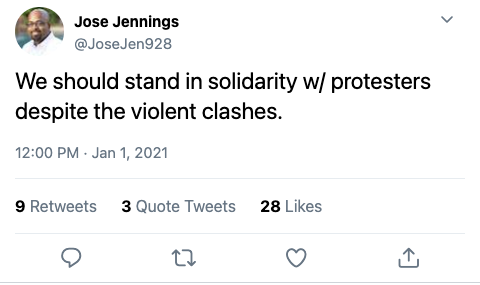 Jose Jennings
@JoseJen928
We should stand in solidarity w/ protesters
despite the violent clashes.
12:00 PM · Jan 1, 2021
9 Retweets 3 Quote Tweets 28 Likes